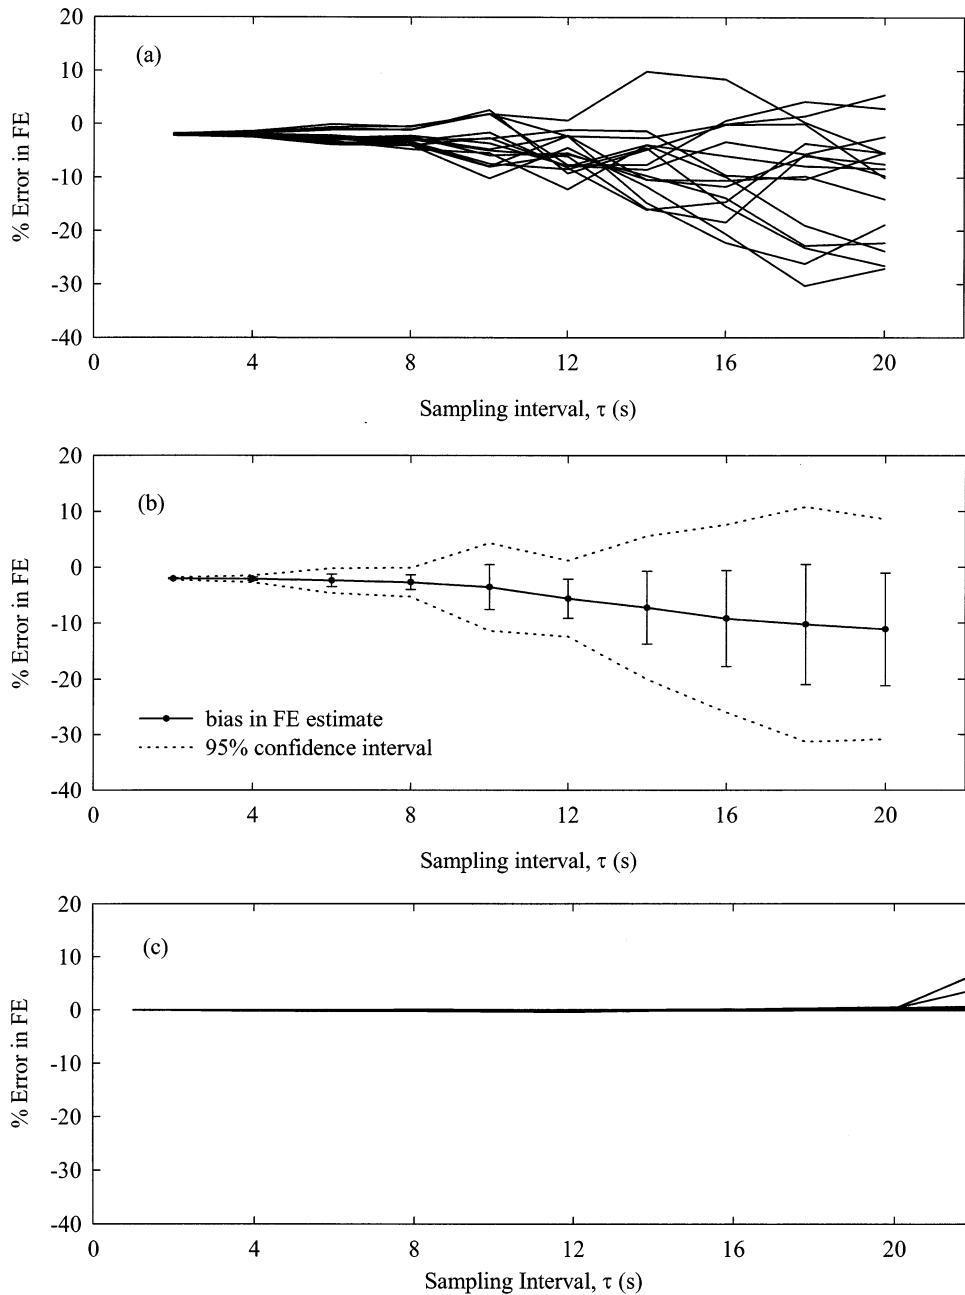 20
(a)
10
0
-10
-20
-30
-40
% Error in FE
0 4 8 12 16 20
Sampling interval, τ (s)
20
(b)
10
0
-10
-20
-30
-40
% Error in FE
bias in FE estimate
95% confidence interval
0 4 8 12 16 20
Sampling interval, τ (s)
20
(c)
10
0
-10
-20
-30
-40
% Error in FE
0 4 8 12 16 20
Sampling Interval, τ (s)